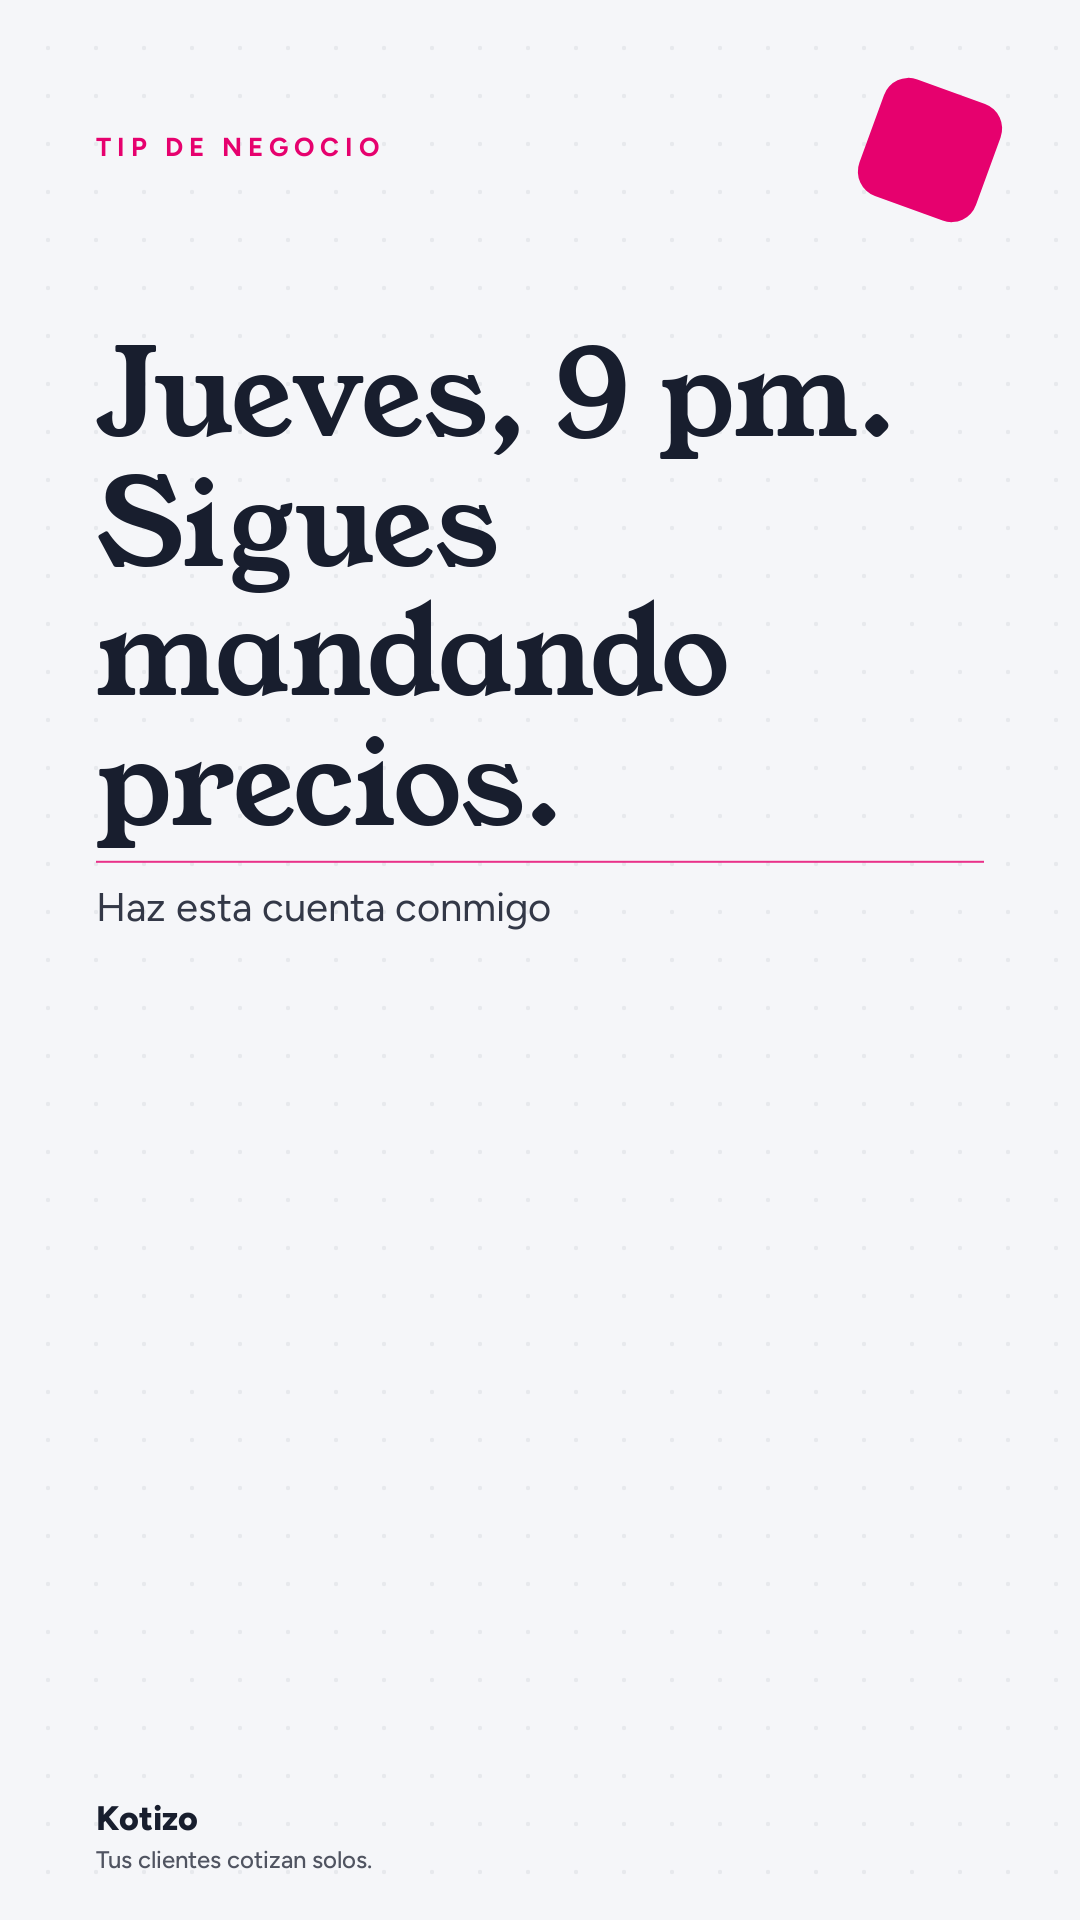 TIP DE NEGOCIO
Jueves, 9 pm.
Sigues
mandando
precios.
Haz esta cuenta conmigo
Kotizo
Tus clientes cotizan solos.